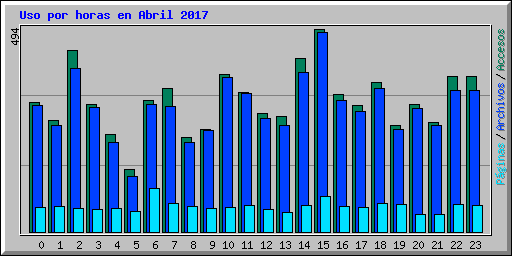 Uso por horas en Abril 2017
494
Páginas / Archivos / Accesos
0 1 2 3 4 5 6 7 8 9 10 11 12 13 14 15 16 17 18 19 20 21 22 23